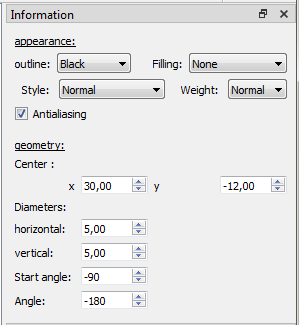 Information
appearance:
outline: Black Filling: None
Style: Normal Weight: Normal
Antialiasing
geometry:
Center :
x 30,00 y -12,00
Diameters:
horizontal: 5,00
vertical: 5,00
Start angle: -90
Angle: -180